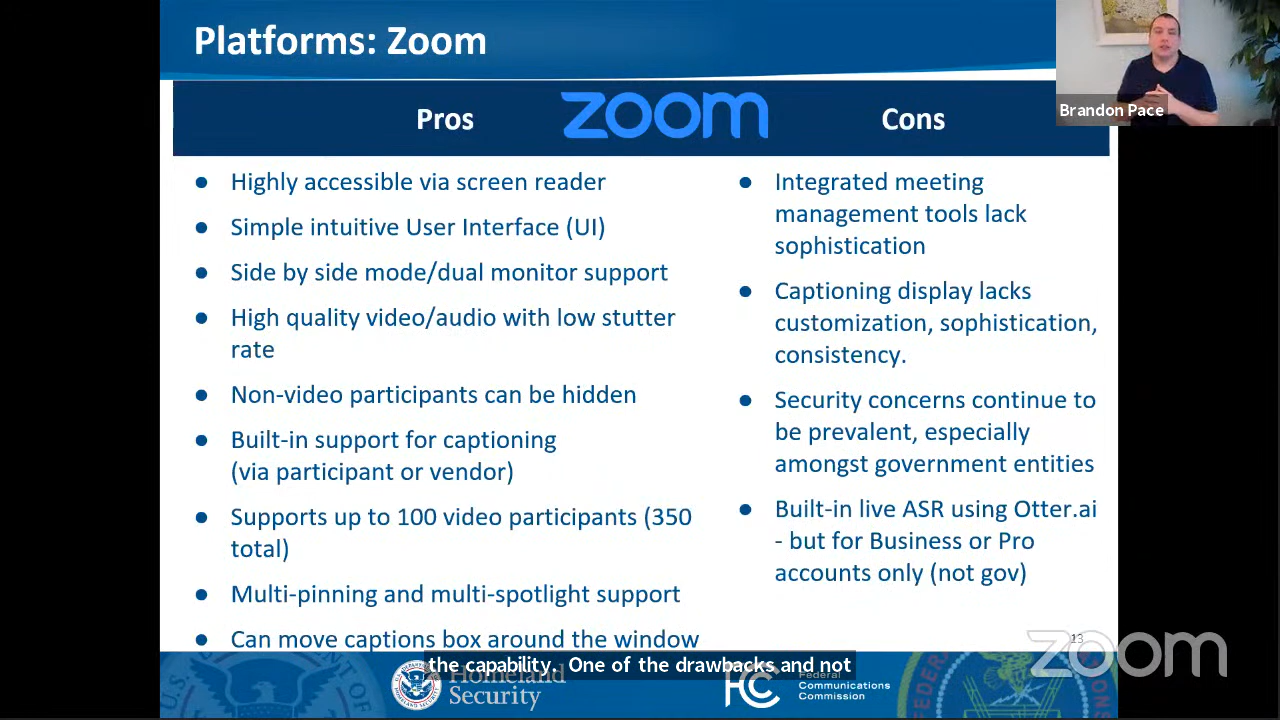 Platforms: Zoom
Brandon Pace
Pros
zoom
Cons
● Highly accessible via screen reader
● Simple intuitive User Interface (UI)
● Side by side mode/dual monitor support
● High quality video/audio with low stutter
rate
● Non-video participants can be hidden
● Built-in support for captioning
(via participant or vendor)
● Supports up to 100 video participants (350
total)
● Multi-pinning and multi-spotlight support
● Can move captions box around the window
● Integrated meeting
management tools lack
sophistication
● Captioning display lacks
customization, sophistication,
consistency.
● Security concerns continue to
be prevalent, especially
amongst government entities
● Built-in live ASR using Otter.ai
- but for Business or Pro
accounts only (not gov)
13
zoom
the capability. One of the drawbacks and not
Homeland
Security
FCC
Federal
Communications
Commission